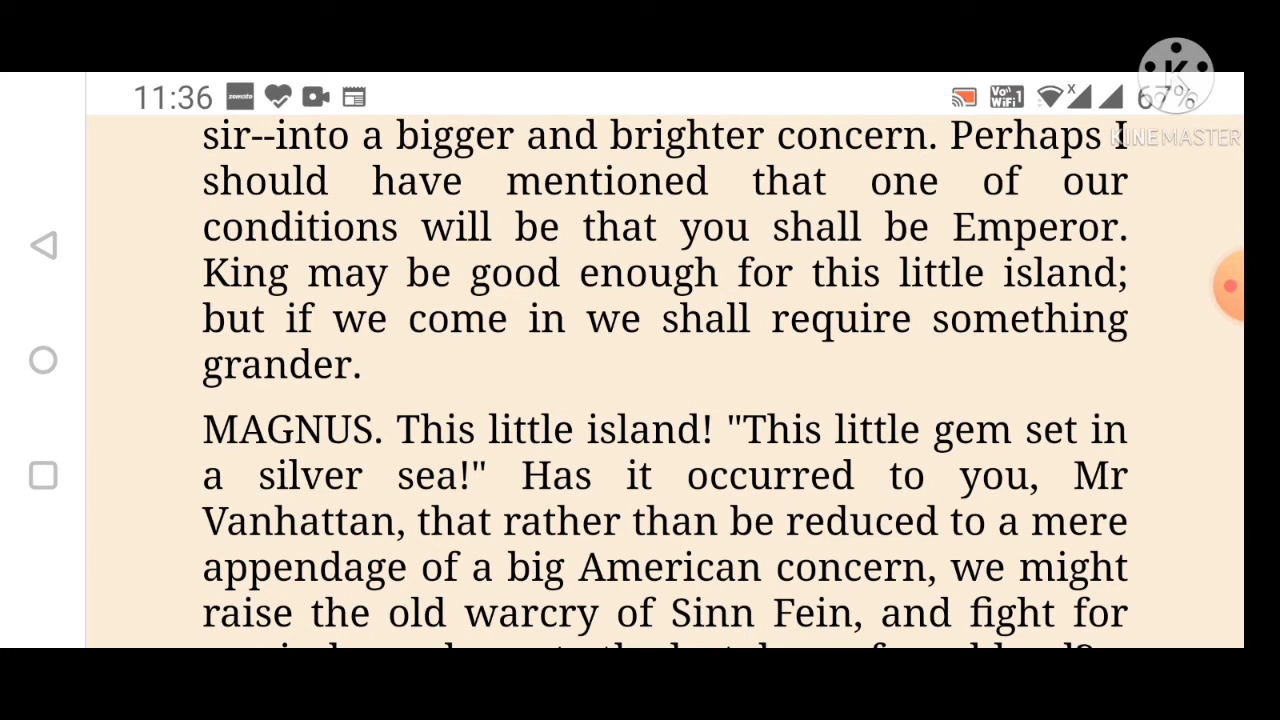 11:36 zomato Vo WiFi 1 X 67%
KINEMASTER
sir--into a bigger and brighter concern. Perhaps I
should have mentioned that one of our
conditions will be that you shall be Emperor.
King may be good enough for this little island;
but if we come in we shall require something
grander.
MAGNUS. This little island! "This little gem set in
a silver sea!" Has it occurred to you, Mr
Vanhattan, that rather than be reduced to a mere
appendage of a big American concern, we might
raise the old warcry of Sinn Fein, and fight for